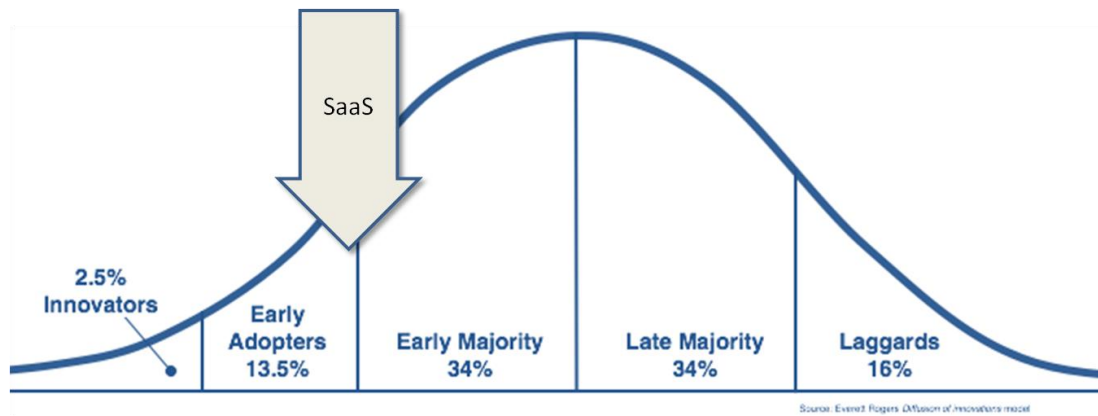 SaaS
2.5%
Innovators
Early
Adopters
13.5%
Early Majority
34%
Late Majority
34%
Laggards
16%
Source: Everett Rogers Diffusion of innovations model